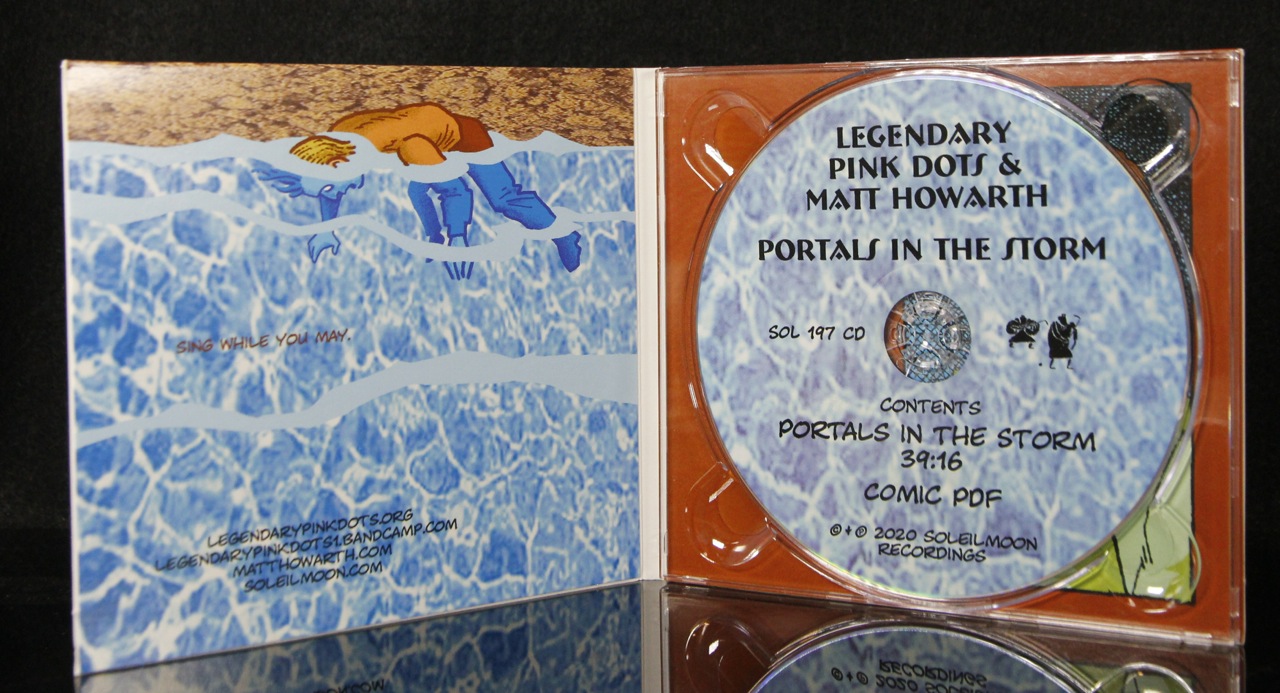 SING WHILE YOU MAY.
LEGENDARYPINKDOTS.ORG
LEGENDARYPINKDOTS1.BANDCAMP.COM
MATTHOWARTH.COM
SOLEILMOON.COM
LEGENDARY
PINK DOTS &
MATT HOWARTH
PORTALS IN THE STORM
SOL 197 CD
CONTENTS
PORTALS IN THE STORM
39:16
COMIC PDF
© + ℗ 2020 SOLEILMOON
RECORDINGS